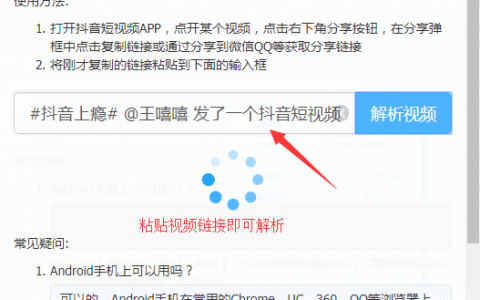 使用方法:
1. 打开抖音短视频APP，点开某个视频，点击右下角分享按钮，在分享弹
框中点击复制链接或通过分享到微信QQ等获取分享链接
2. 将刚才复制的链接粘贴到下面的输入框
#抖音上瘾# @王嘻嘻 发了一个抖音短视频
解析视频
粘贴视频链接即可解析
常见疑问:
1. Android手机上可以用吗？
可以的，Android手机在常用的Chrome、UC、360、QQ等浏览器上